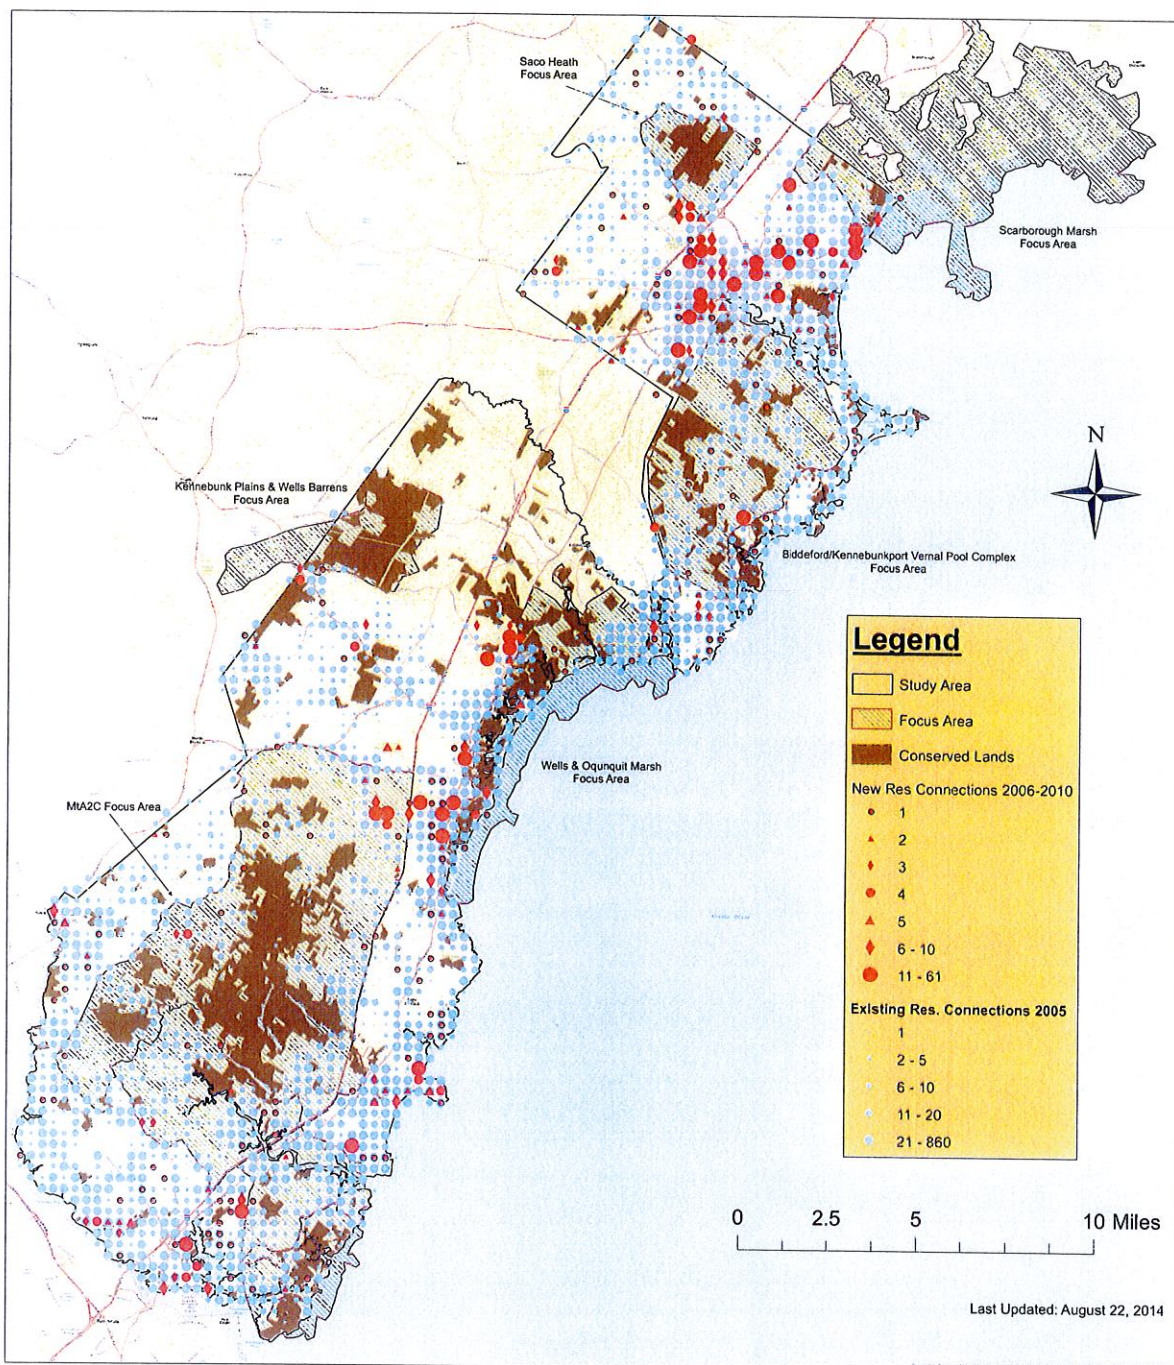 Saco Heath
Focus Area
Scarborough Marsh
Focus Area
N
Kennebunk Plains & Wells Barrens
Focus Area
Biddeford/Kennebunkport Vernal Pool Complex
Focus Area
Wells & Oqunquit Marsh
Focus Area
MtA2C Focus Area
Legend
Study Area
Focus Area
Conserved Lands
New Res Connections 2006-2010
1
2
3
4
5
6 - 10
11 - 61
Existing Res. Connections 2005
1
2 - 5
6 - 10
11 - 20
21 - 860
0 2.5 5 10 Miles
Last Updated: August 22, 2014